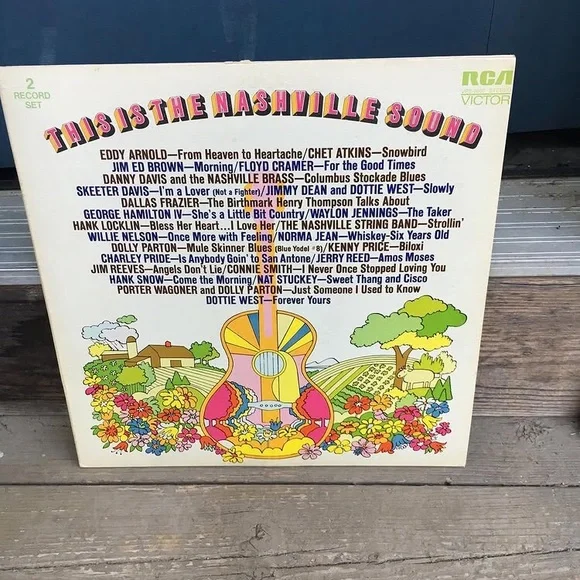 2
RECORD
SET
RCA
VICTOR
THIS IS THE NASHVILLE SOUND
EDDY ARNOLD—From Heaven to Heartache/CHET ATKINS—Snowbird
JIM ED BROWN—Morning/FLOYD CRAMER—For the Good Times
DANNY DAVIS and the NASHVILLE BRASS—Columbus Stockade Blues
SKEETER DAVIS—I'm a Lover (Not a Fighter)/JIMMY DEAN and DOTTIE WEST—Slowly
DALLAS FRAZIER—The Birthmark Henry Thompson Talks About
GEORGE HAMILTON IV—She's a Little Bit Country/WAYLON JENNINGS—The Taker
HANK LOCKLIN—Bless Her Heart...I Love Her/THE NASHVILLE STRING BAND—Strollin'
WILLIE NELSON—Once More with Feeling/NORMA JEAN—Whiskey-Six Years Old
DOLLY PARTON—Mule Skinner Blues (Blue Yodel #8)/KENNY PRICE—Biloxi
CHARLEY PRIDE—Is Anybody Goin' to San Antone/JERRY REED—Amos Moses
JIM REEVES—Angels Don't Lie/CONNIE SMITH—I Never Once Stopped Loving You
HANK SNOW—Come the Morning/NAT STUCKEY—Sweet Thang and Cisco
PORTER WAGONER and DOLLY PARTON—Just Someone I Used to Know
DOTTIE WEST—Forever Yours